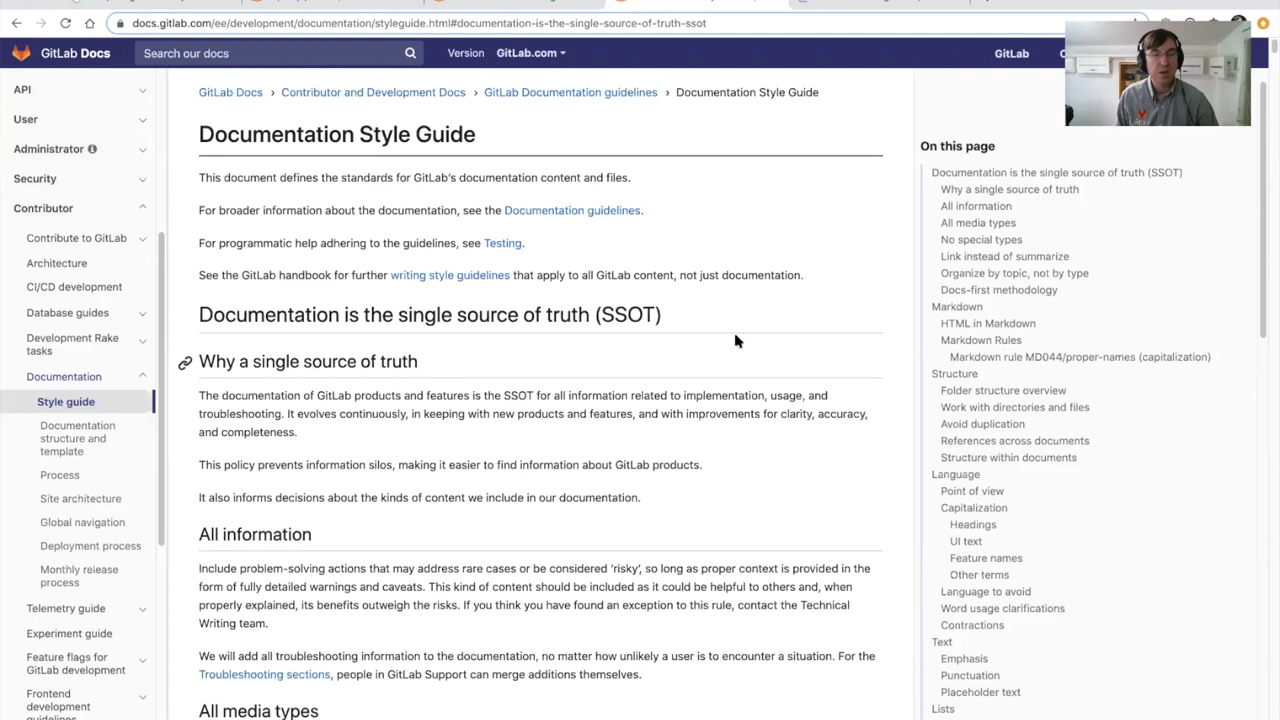 docs.gitlab.com/ee/development/documentation/styleguide.html#documentation-is-the-single-source-of-truth-ssot
GitLab Docs
Search our docs
Version GitLab.com
GitLab
API
User
Administrator
Security
Contributor
Contribute to GitLab
Architecture
CI/CD development
Database guides
Development Rake
tasks
Documentation
Style guide
Documentation
structure and
template
Process
Site architecture
Global navigation
Deployment process
Monthly release
process
Telemetry guide
Experiment guide
Feature flags for
GitLab development
Frontend
development
guidelines
GitLab Docs › Contributor and Development Docs › GitLab Documentation guidelines › Documentation Style Guide
Documentation Style Guide
This document defines the standards for GitLab's documentation content and files.
For broader information about the documentation, see the Documentation guidelines.
For programmatic help adhering to the guidelines, see Testing.
See the GitLab handbook for further writing style guidelines that apply to all GitLab content, not just documentation.
Documentation is the single source of truth (SSOT)
Why a single source of truth
The documentation of GitLab products and features is the SSOT for all information related to implementation, usage, and
troubleshooting. It evolves continuously, in keeping with new products and features, and with improvements for clarity, accuracy,
and completeness.
This policy prevents information silos, making it easier to find information about GitLab products.
It also informs decisions about the kinds of content we include in our documentation.
All information
Include problem-solving actions that may address rare cases or be considered 'risky', so long as proper context is provided in the
form of fully detailed warnings and caveats. This kind of content should be included as it could be helpful to others and, when
properly explained, its benefits outweigh the risks. If you think you have found an exception to this rule, contact the Technical
Writing team.
We will add all troubleshooting information to the documentation, no matter how unlikely a user is to encounter a situation. For the
Troubleshooting sections, people in GitLab Support can merge additions themselves.
All media types
On this page
Documentation is the single source of truth (SSOT)
Why a single source of truth
All information
All media types
No special types
Link instead of summarize
Organize by topic, not by type
Docs-first methodology
Markdown
HTML in Markdown
Markdown Rules
Markdown rule MD044/proper-names (capitalization)
Structure
Folder structure overview
Work with directories and files
Avoid duplication
References across documents
Structure within documents
Language
Point of view
Capitalization
Headings
UI text
Feature names
Other terms
Language to avoid
Word usage clarifications
Contractions
Text
Emphasis
Punctuation
Placeholder text
Lists